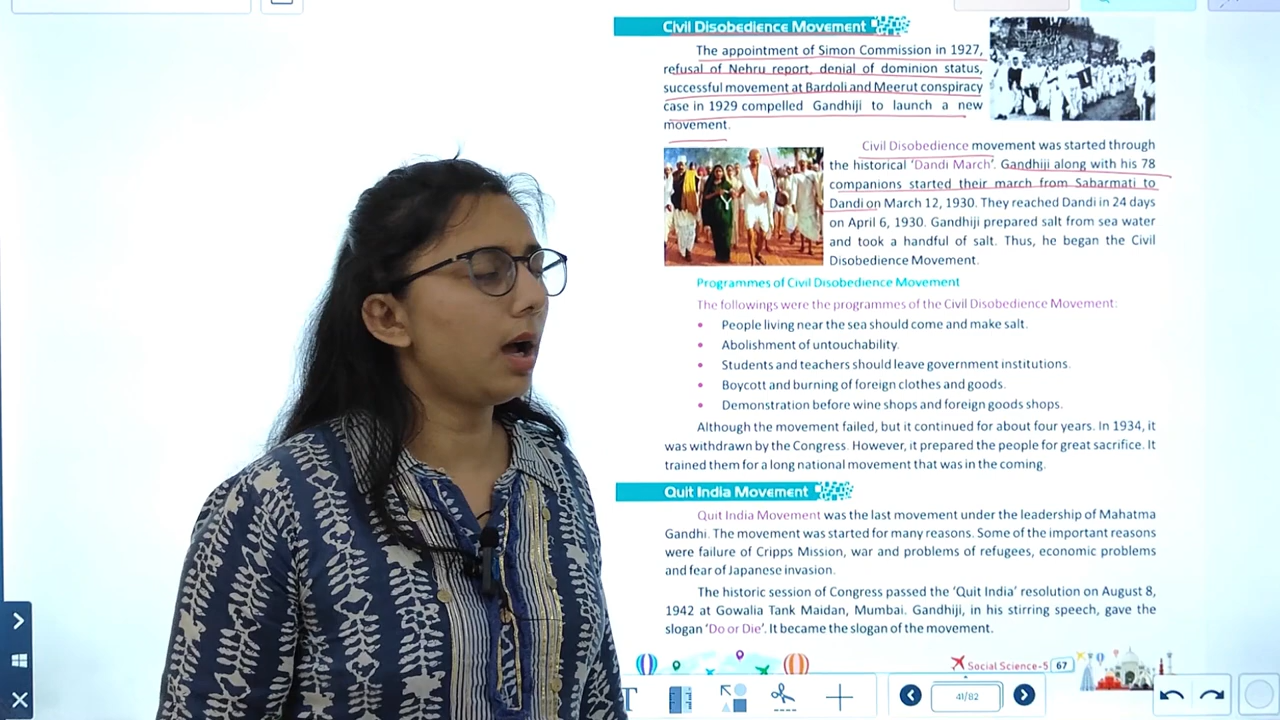 Civil Disobedience Movement
The appointment of Simon Commission in 1927,
refusal of Nehru report, denial of dominion status,
successful movement at Bardoli and Meerut conspiracy
case in 1929 compelled Gandhiji to launch a new
movement.
Civil Disobedience movement was started through
the historical 'Dandi March'. Gandhiji along with his 78
companions started their march from Sabarmati to
Dandi on March 12, 1930. They reached Dandi in 24 days
on April 6, 1930. Gandhiji prepared salt from sea water
and took a handful of salt. Thus, he began the Civil
Disobedience Movement.
Programmes of Civil Disobedience Movement
The followings were the programmes of the Civil Disobedience Movement:
• People living near the sea should come and make salt.
• Abolishment of untouchability.
• Students and teachers should leave government institutions.
• Boycott and burning of foreign clothes and goods.
• Demonstration before wine shops and foreign goods shops.
Although the movement failed, but it continued for about four years. In 1934, it
was withdrawn by the Congress. However, it prepared the people for great sacrifice. It
trained them for a long national movement that was in the coming.
Quit India Movement
Quit India Movement was the last movement under the leadership of Mahatma
Gandhi. The movement was started for many reasons. Some of the important reasons
were failure of Cripps Mission, war and problems of refugees, economic problems
and fear of Japanese invasion.
The historic session of Congress passed the 'Quit India' resolution on August 8,
1942 at Gowalia Tank Maidan, Mumbai. Gandhiji, in his stirring speech, gave the
slogan 'Do or Die'. It became the slogan of the movement.
Social Science-5 67
41/82